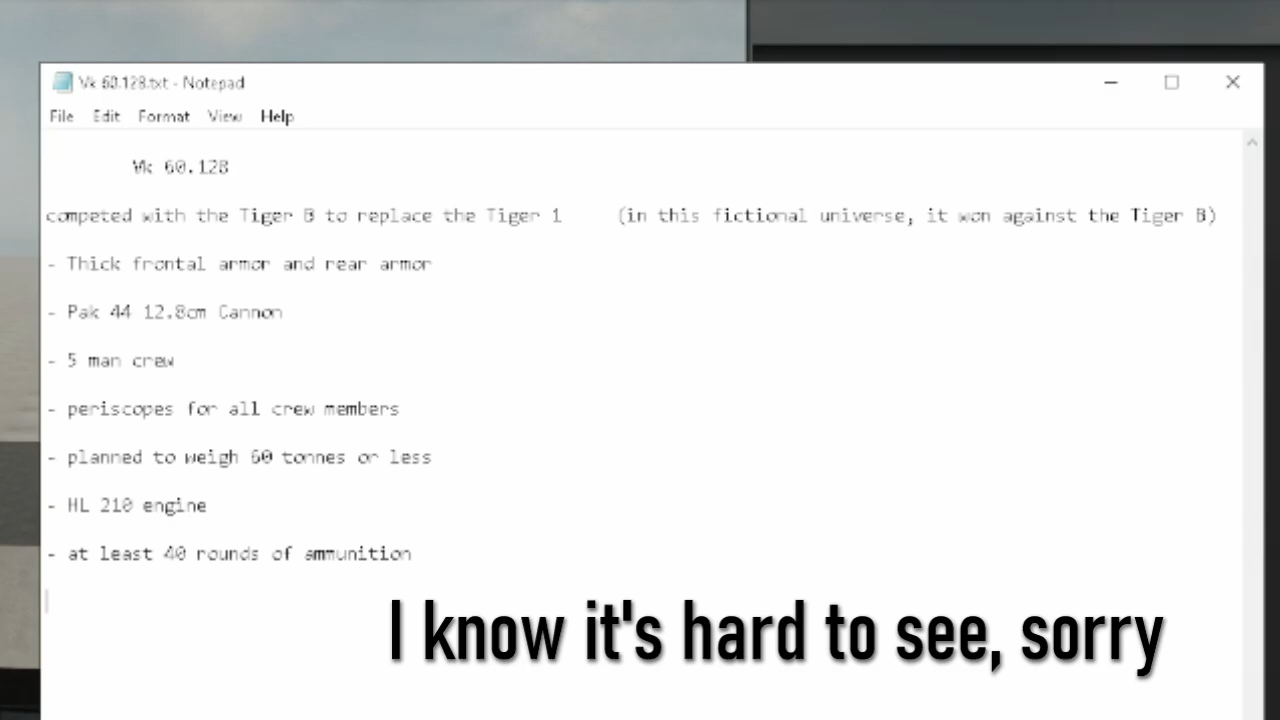 Vk 60.128.txt - Notepad
File Edit Format View Help
Vk 60.128
competed with the Tiger B to replace the Tiger 1 (in this fictional universe, it won against the Tiger B)
- Thick frontal armor and rear armor
- Pak 44 12.8cm Cannon
- 5 man crew
- periscopes for all crew members
- planned to weigh 60 tonnes or less
- HL 210 engine
- at least 40 rounds of ammunition
I know it's hard to see, sorry